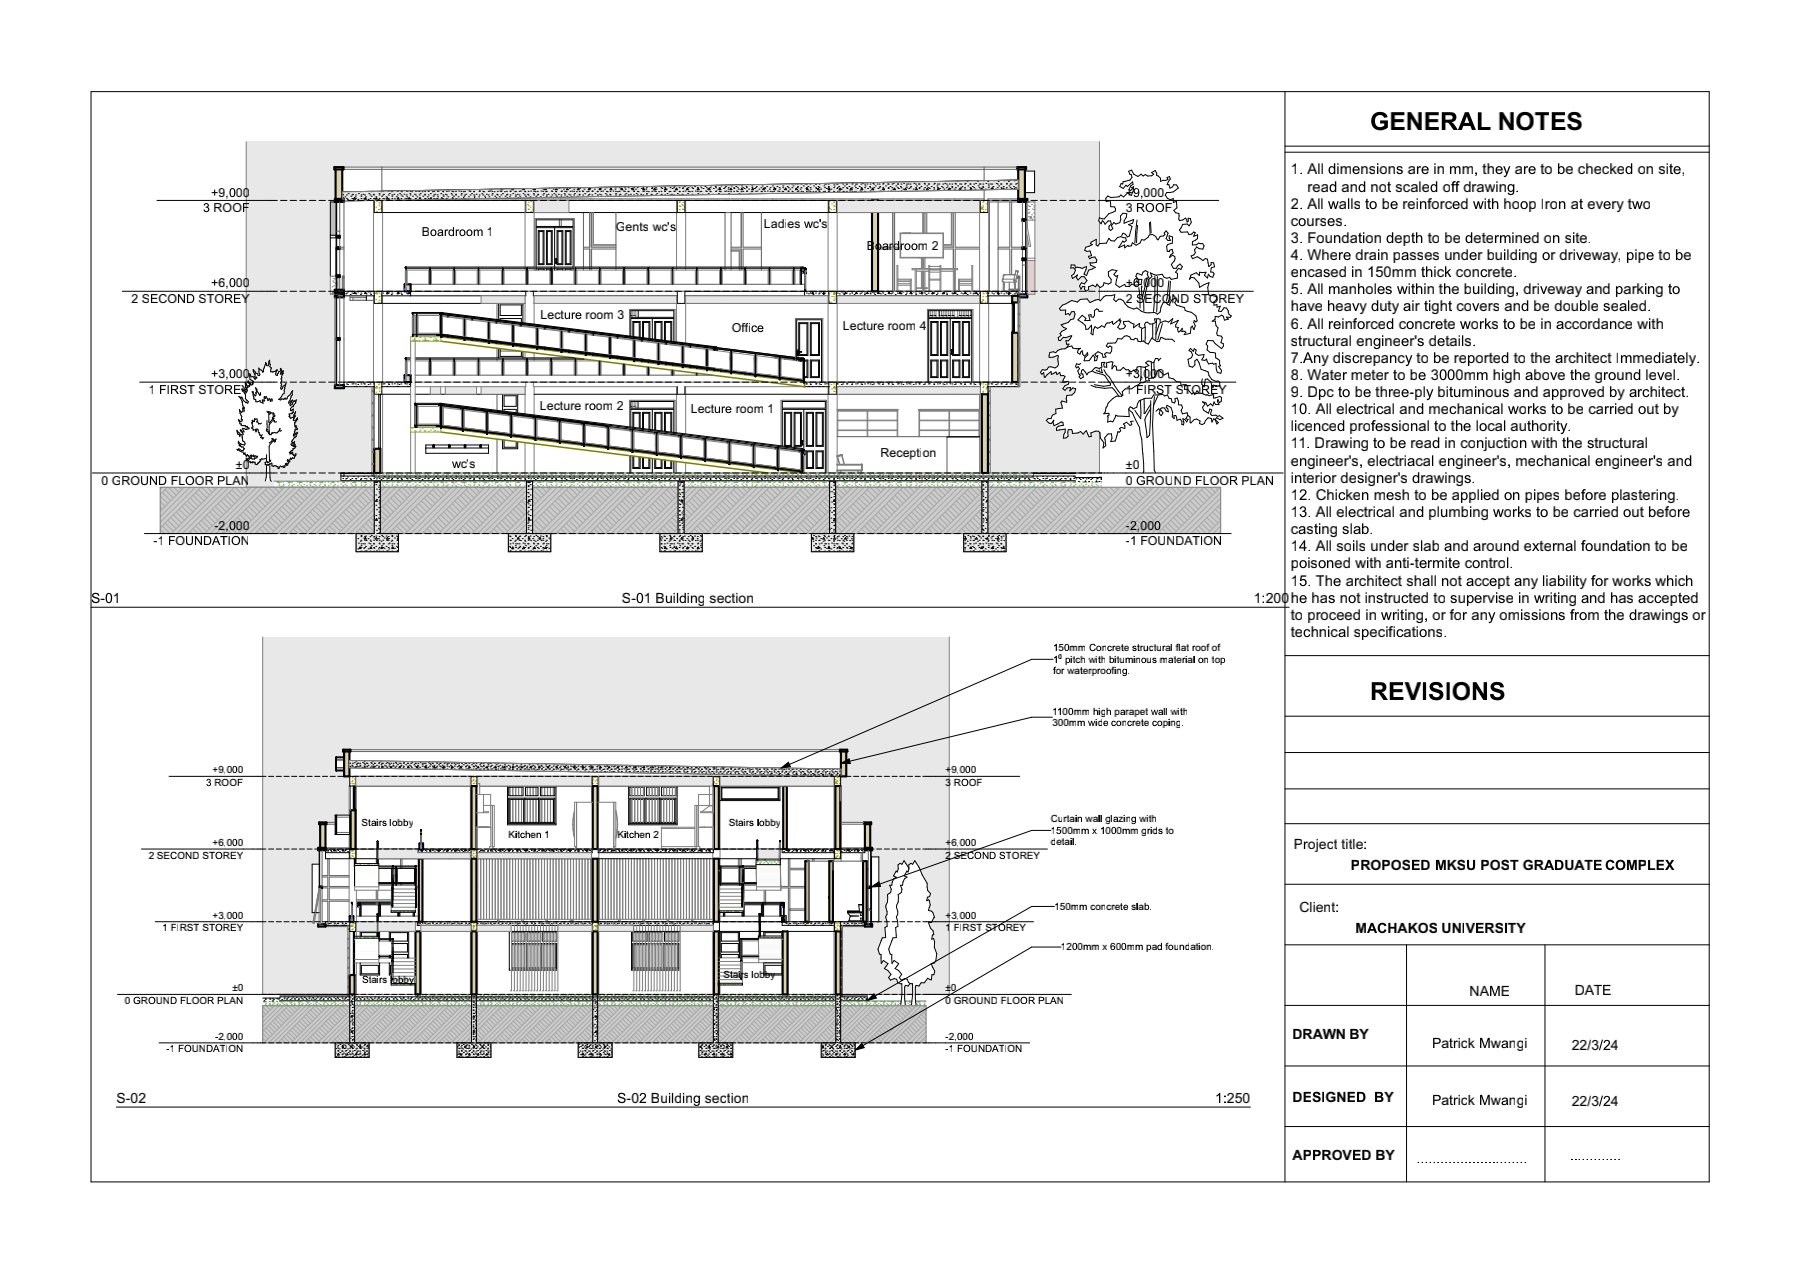 +9,000
3 ROOF
+9,000
3 ROOF
Boardroom 1
Gents wc's
Ladies wc's
Boardroom 2
+6,000
2 SECOND STOREY
+6,000
2 SECOND STOREY
Lecture room 3
Office
Lecture room 4
+3,000
1 FIRST STOREY
+3,000
1 FIRST STOREY
Lecture room 2
Lecture room 1
wc's
Reception
±0
0 GROUND FLOOR PLAN
±0
0 GROUND FLOOR PLAN
-2,000
-1 FOUNDATION
-2,000
-1 FOUNDATION
S-01
S-01 Building section
1:200
150mm Concrete structural flat roof of
1⁰ pitch with bituminous material on top
for waterproofing.
1100mm high parapet wall with
300mm wide concrete coping.
+9,000
3 ROOF
+9,000
3 ROOF
Stairs lobby
Kitchen 1
Kitchen 2
Stairs lobby
Curtain wall glazing with
1500mm x 1000mm grids to
detail.
+6,000
2 SECOND STOREY
+6,000
2 SECOND STOREY
150mm concrete slab.
+3,000
1 FIRST STOREY
+3,000
1 FIRST STOREY
1200mm x 600mm pad foundation.
Stairs lobby
Stairs lobby
±0
0 GROUND FLOOR PLAN
±0
0 GROUND FLOOR PLAN
-2,000
-1 FOUNDATION
-2,000
-1 FOUNDATION
S-02
S-02 Building section
1:250
GENERAL NOTES
1. All dimensions are in mm, they are to be checked on site,
read and not scaled off drawing.
2. All walls to be reinforced with hoop Iron at every two
courses.
3. Foundation depth to be determined on site.
4. Where drain passes under building or driveway, pipe to be
encased in 150mm thick concrete.
5. All manholes within the building, driveway and parking to
have heavy duty air tight covers and be double sealed.
6. All reinforced concrete works to be in accordance with
structural engineer's details.
7.Any discrepancy to be reported to the architect Immediately.
8. Water meter to be 3000mm high above the ground level.
9. Dpc to be three-ply bituminous and approved by architect.
10. All electrical and mechanical works to be carried out by
licenced professional to the local authority.
11. Drawing to be read in conjuction with the structural
engineer's, electriacal engineer's, mechanical engineer's and
interior designer's drawings.
12. Chicken mesh to be applied on pipes before plastering.
13. All electrical and plumbing works to be carried out before
casting slab.
14. All soils under slab and around external foundation to be
poisoned with anti-termite control.
15. The architect shall not accept any liability for works which
he has not instructed to supervise in writing and has accepted
to proceed in writing, or for any omissions from the drawings or
technical specifications.
REVISIONS
Project title:
PROPOSED MKSU POST GRADUATE COMPLEX
Client:
MACHAKOS UNIVERSITY
NAME DATE
DRAWN BY Patrick Mwangi 22/3/24
DESIGNED BY Patrick Mwangi 22/3/24
APPROVED BY ............................ .............